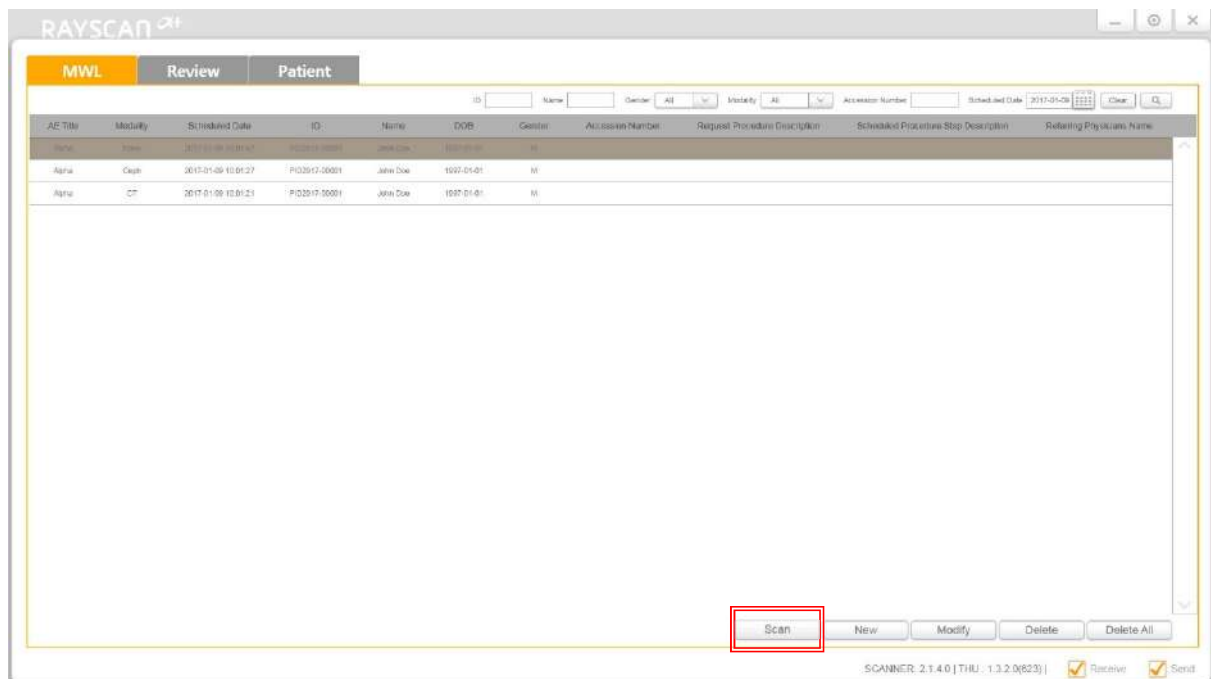 RAYSCAN α+
MWL Review Patient
ID Name Gender All Modality All Accession Number Scheduled Date 2017-01-09 Clear
AE Title Modality Scheduled Date ID Name DOB Gender Accession Number Request Procedure Description Scheduled Procedure Step Description Referring Physicians Name
Alpha John Doe M
Alpha Ceph 2017-01-09 10:01:27 PID2017-00001 John Doe 1997-01-01 M
Alpha CT 2017-01-09 10:01:21 PID2017-00001 John Doe 1997-01-01 M
Scan New Modify Delete Delete All
SCANNER: 2.1.4.0 | THU : 1.3.2.0(623) | Receive Send